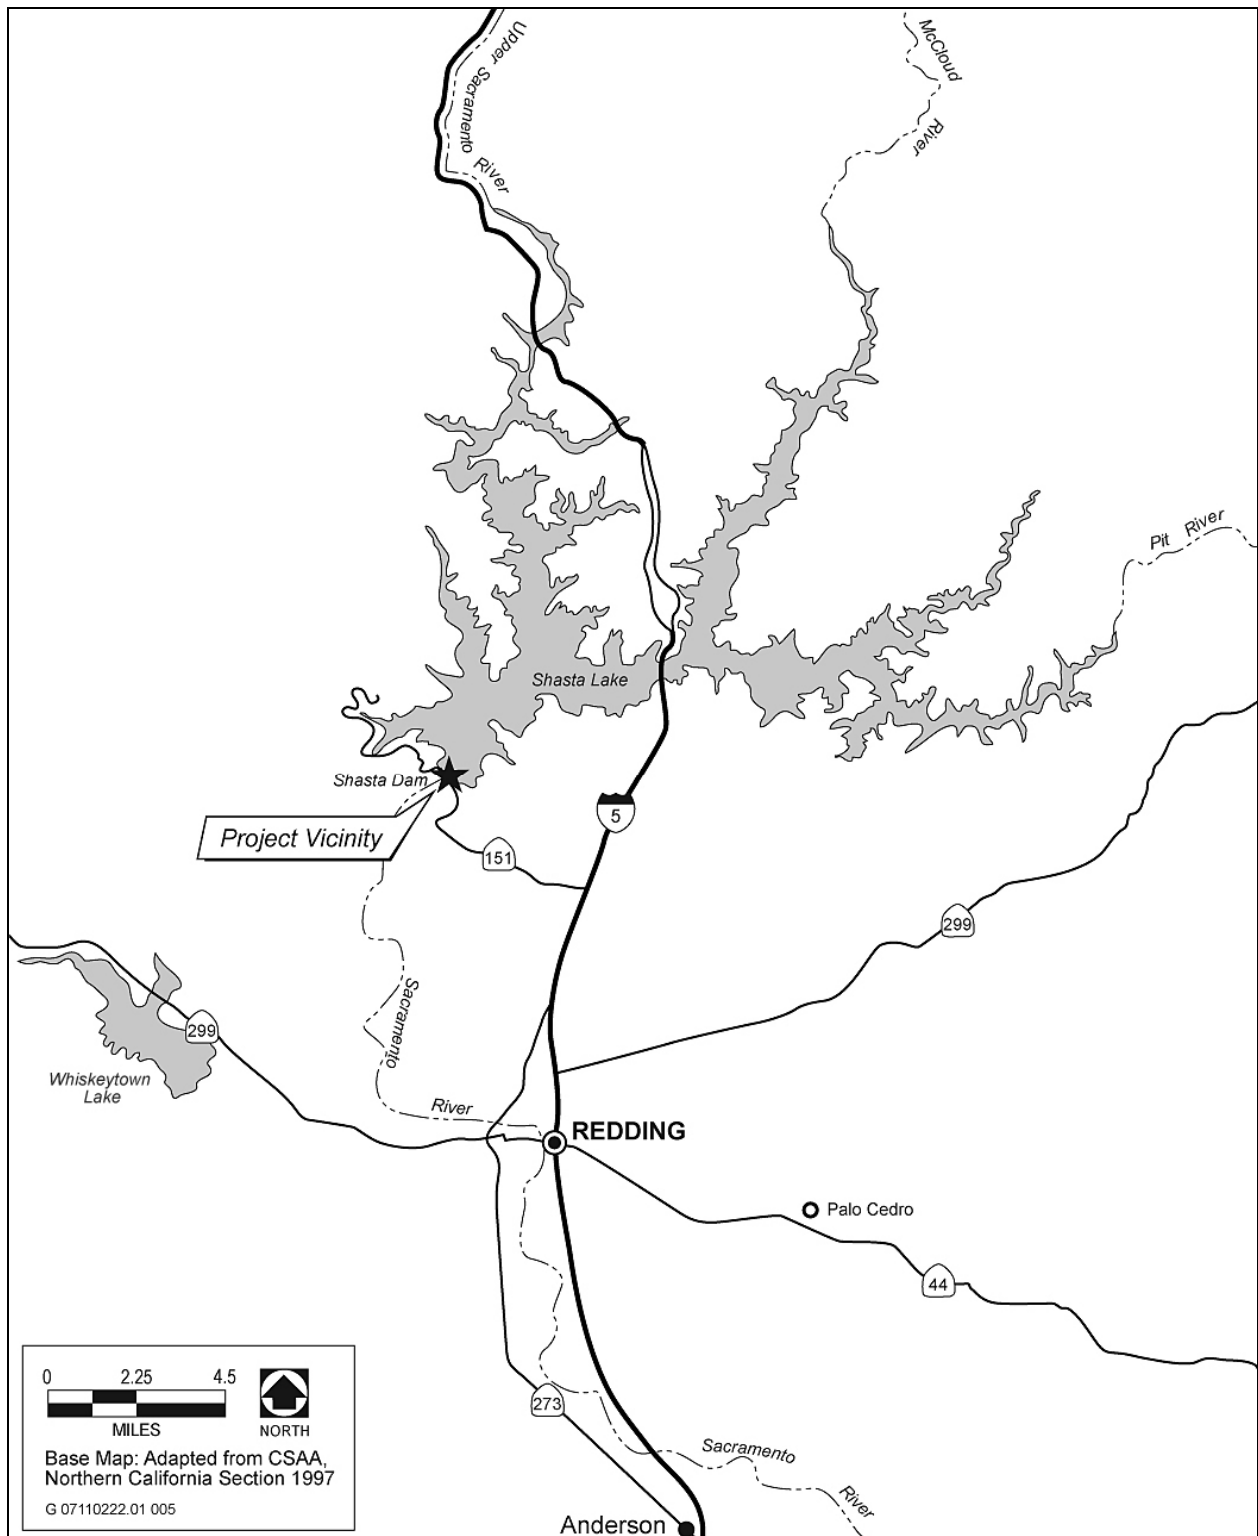 Upper Sacramento
River
McCloud
River
Pit River
Shasta Lake
Shasta Dam
Project Vicinity
5
151
299
Sacramento
299
Whiskeytown
Lake
River
REDDING
Palo Cedro
44
273
0 2.25 4.5
MILES
NORTH
Base Map: Adapted from CSAA,
Northern California Section 1997
G 07110222.01 005
Sacramento
River
Anderson